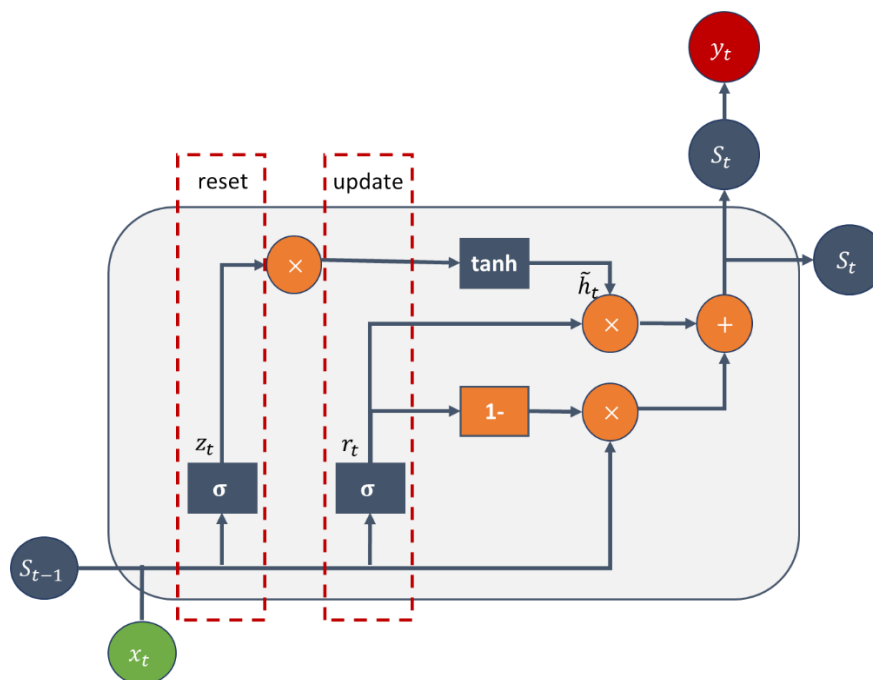 y_t
S_t
reset
update
×
tanh
S_t
h̃_t
×
+
1-
×
z_t
r_t
σ
σ
S_{t−1}
x_t